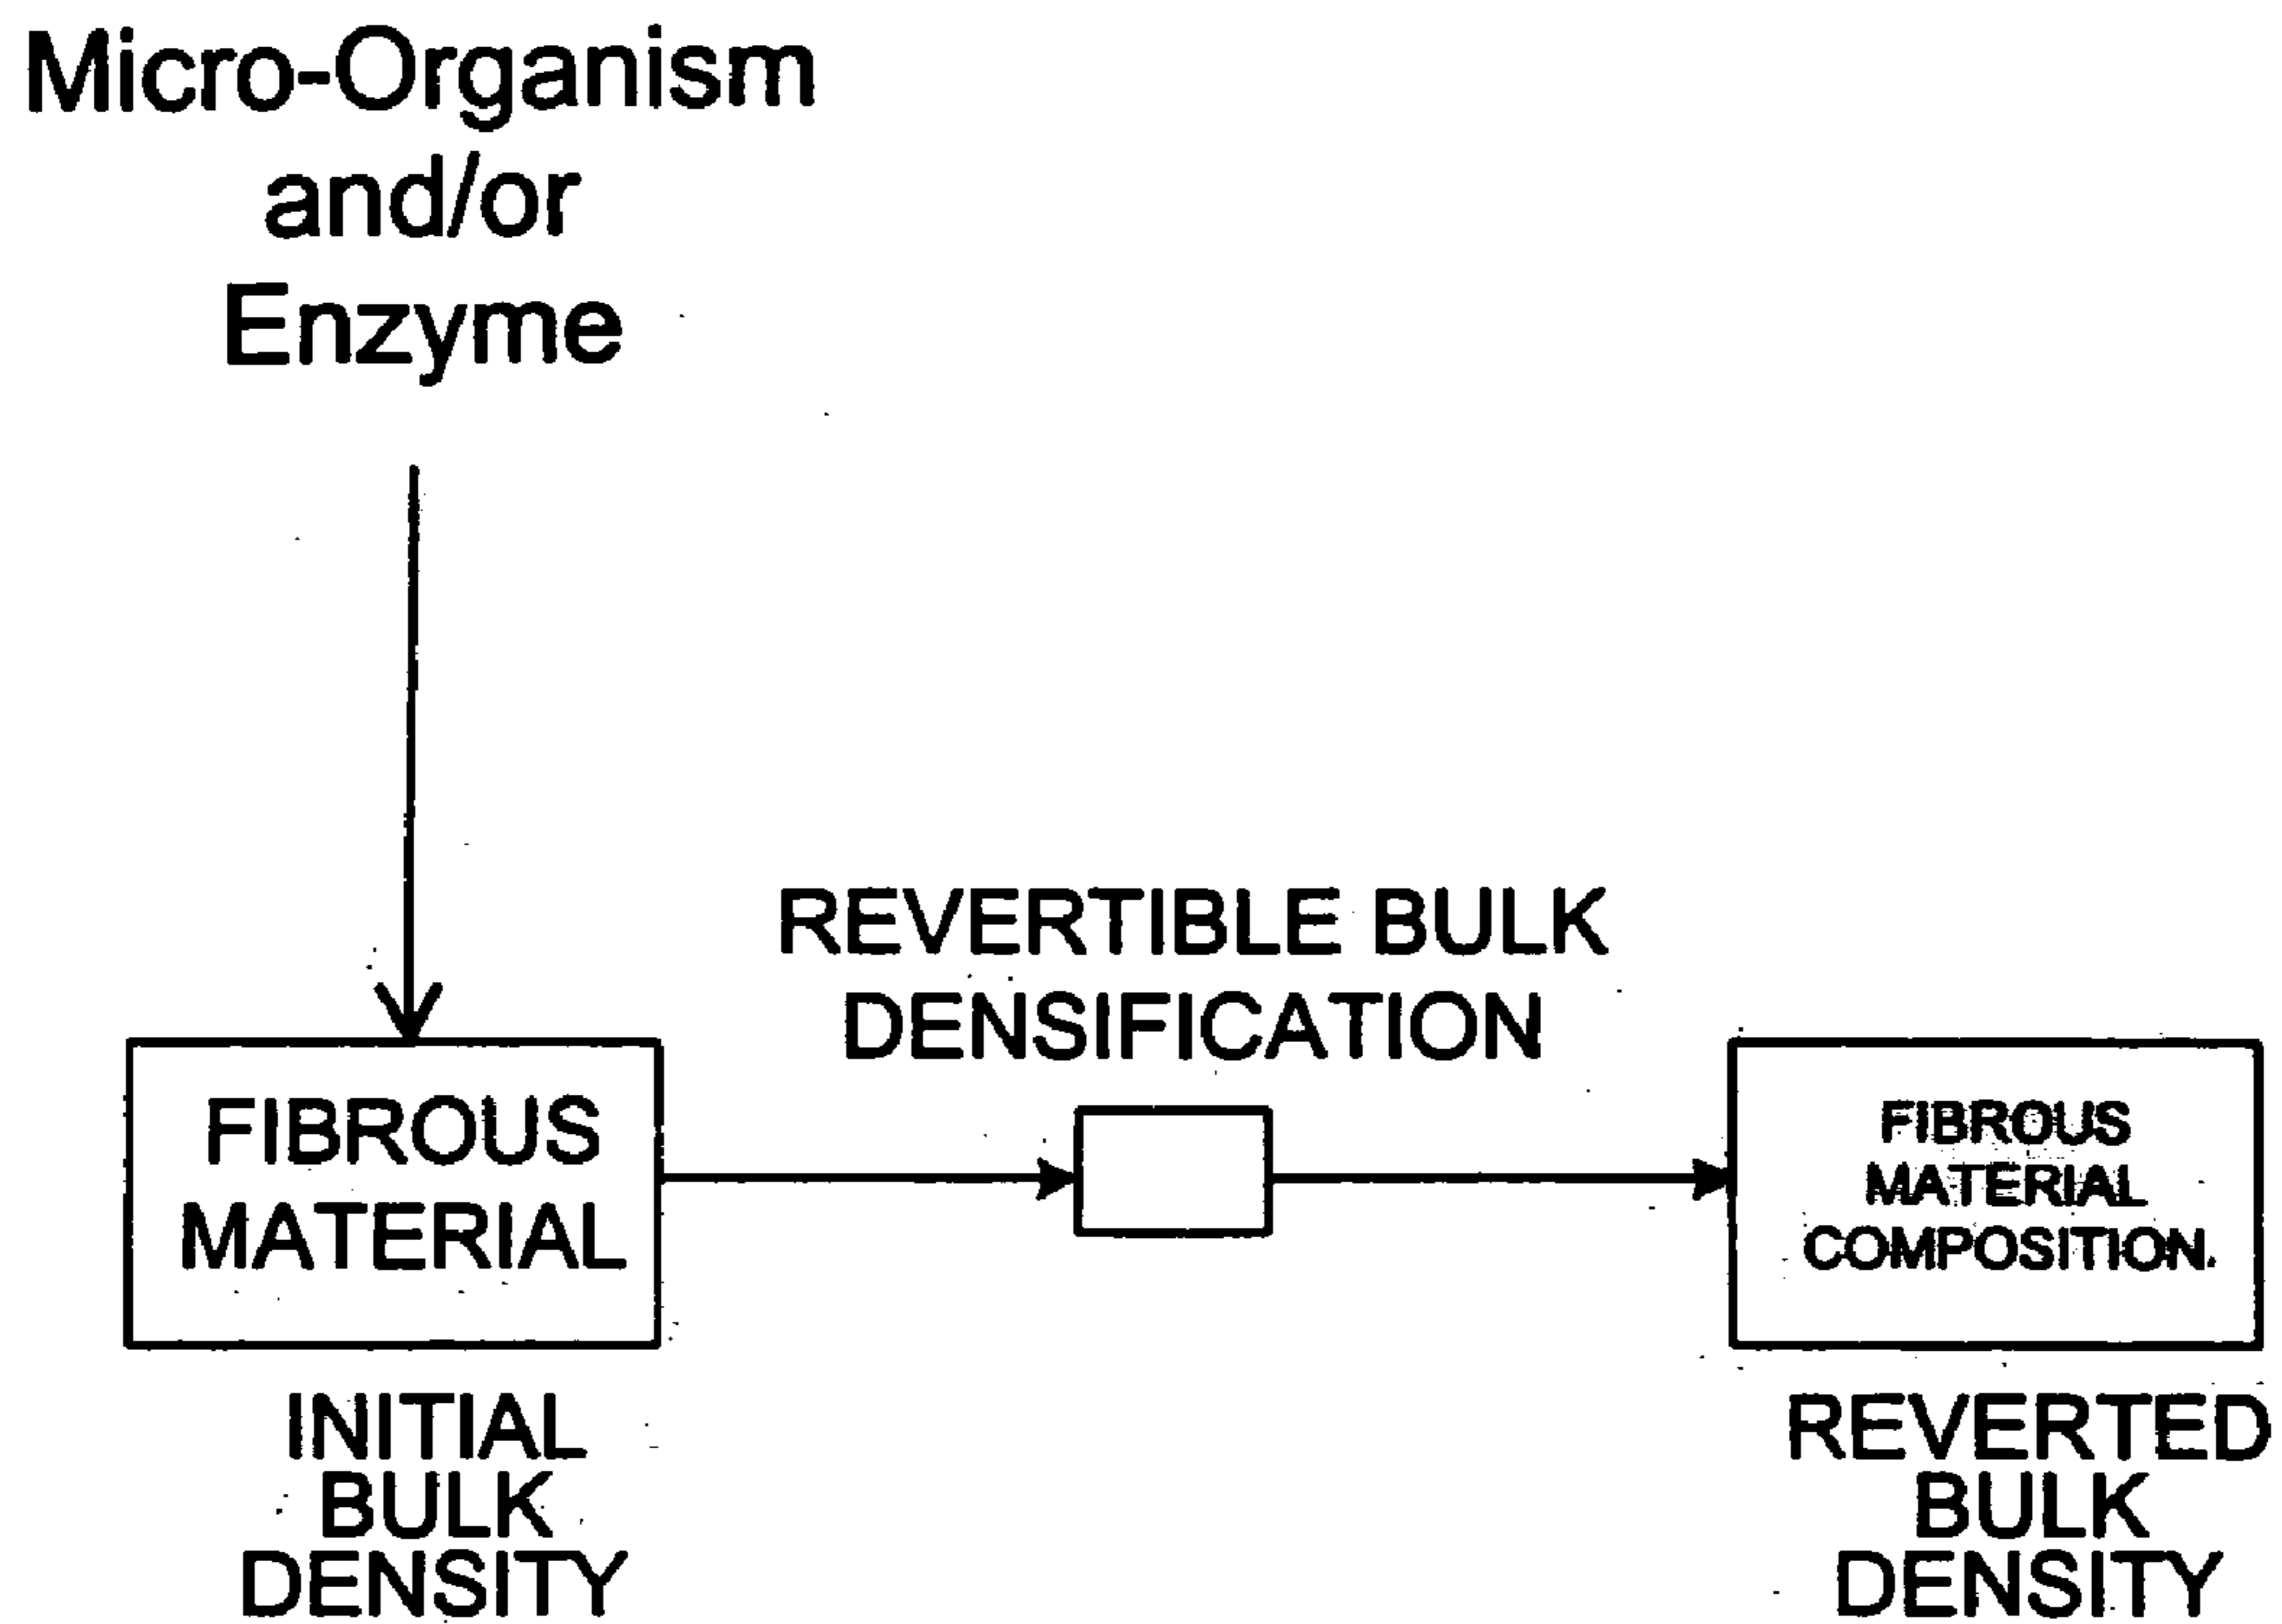 Micro-Organism
and/or
Enzyme
REVERTIBLE BULK
DENSIFICATION
FIBROUS
MATERIAL
FIBROUS
MATERIAL
COMPOSITION
INITIAL
BULK
DENSITY
REVERTED
BULK
DENSITY